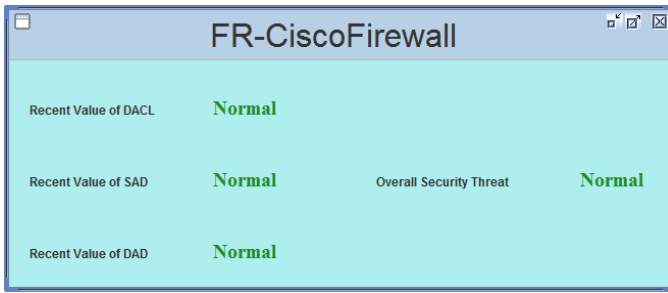 FR-CiscoFirewall
Recent Value of DACL Normal
Recent Value of SAD Normal Overall Security Threat Normal
Recent Value of DAD Normal